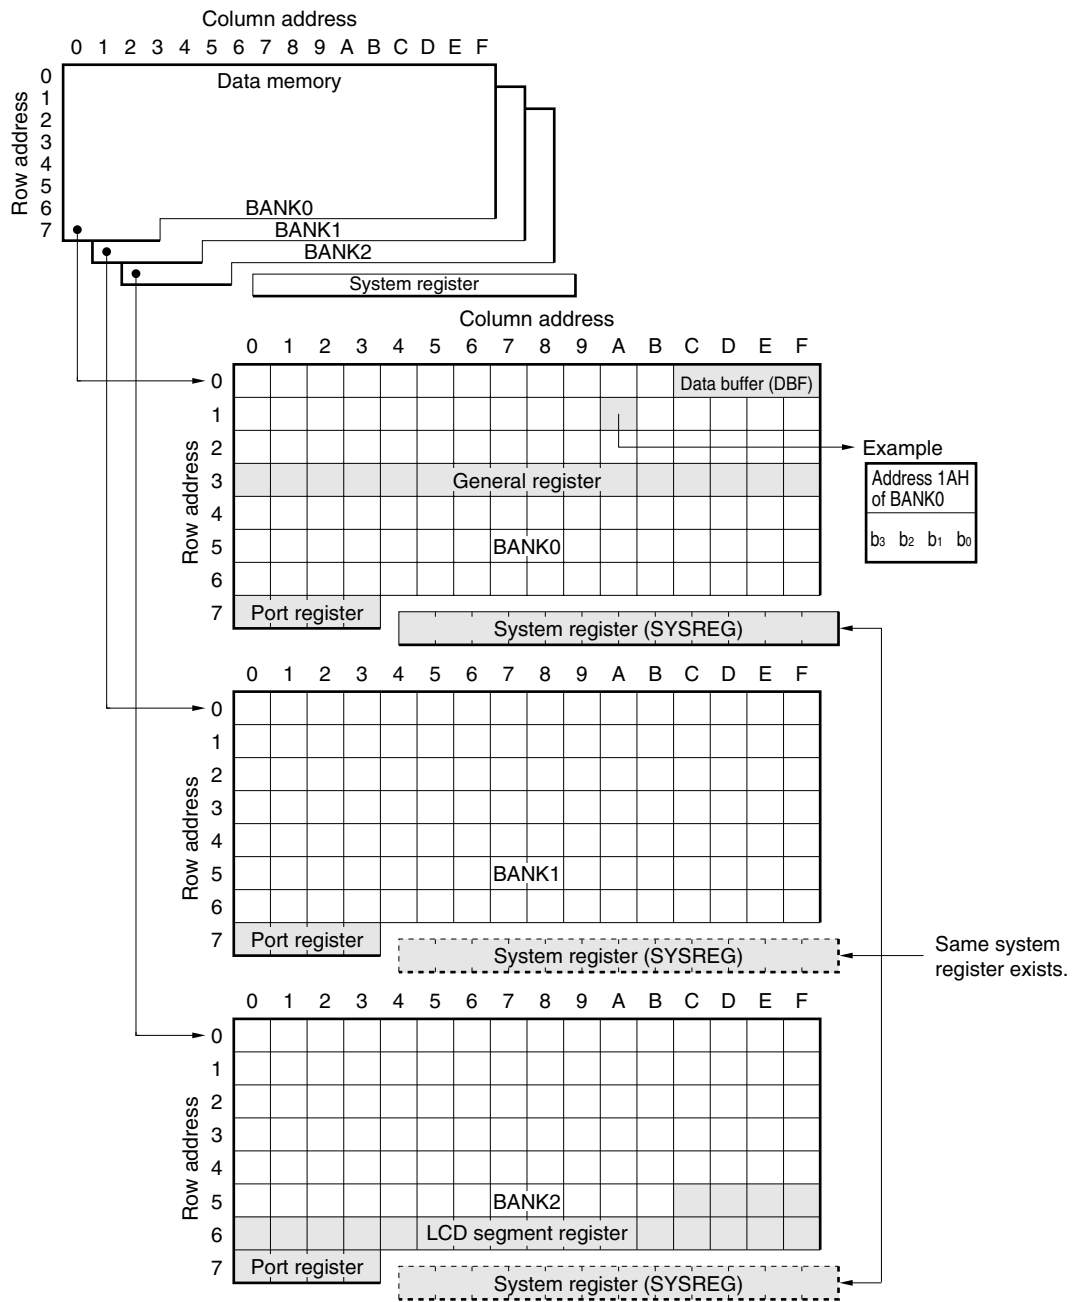 Column address
0 1 2 3 4 5 6 7 8 9 A B C D E F
Row address
0
1
2
3
4
5
6
7
Data memory
BANK0
BANK1
BANK2
System register
Column address
0 1 2 3 4 5 6 7 8 9 A B C D E F
Row address
0
1
2
3
4
5
6
7
Data buffer (DBF)
General register
BANK0
Port register
System register (SYSREG)
Example
Address 1AH
of BANK0
b3 b2 b1 b0
0 1 2 3 4 5 6 7 8 9 A B C D E F
Row address
0
1
2
3
4
5
6
7
BANK1
Port register
System register (SYSREG)
Same system
register exists.
0 1 2 3 4 5 6 7 8 9 A B C D E F
Row address
0
1
2
3
4
5
6
7
BANK2
LCD segment register
Port register
System register (SYSREG)